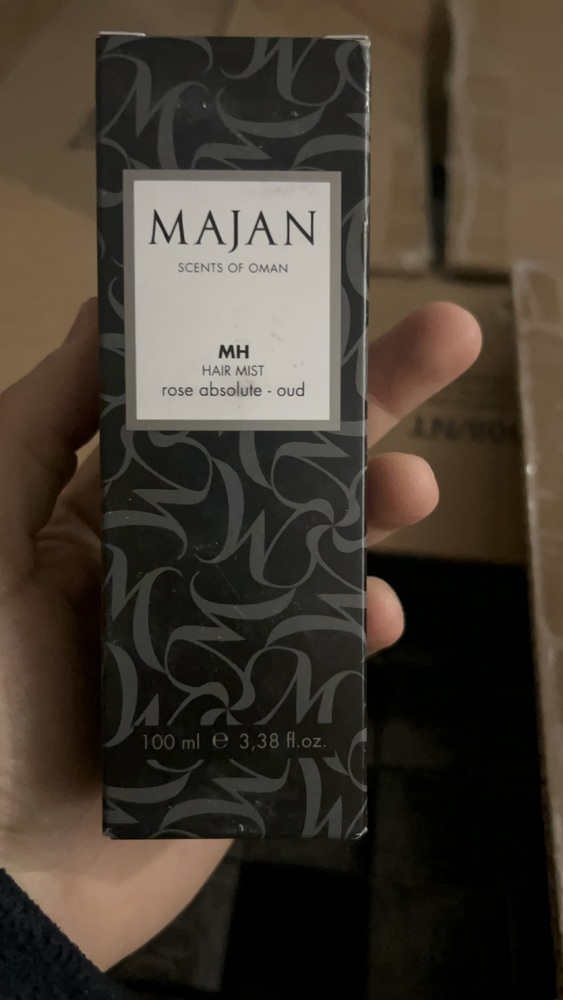 MAJAN
SCENTS OF OMAN
MH
HAIR MIST
rose absolute - oud
100 ml ℮ 3,38 fl.oz.